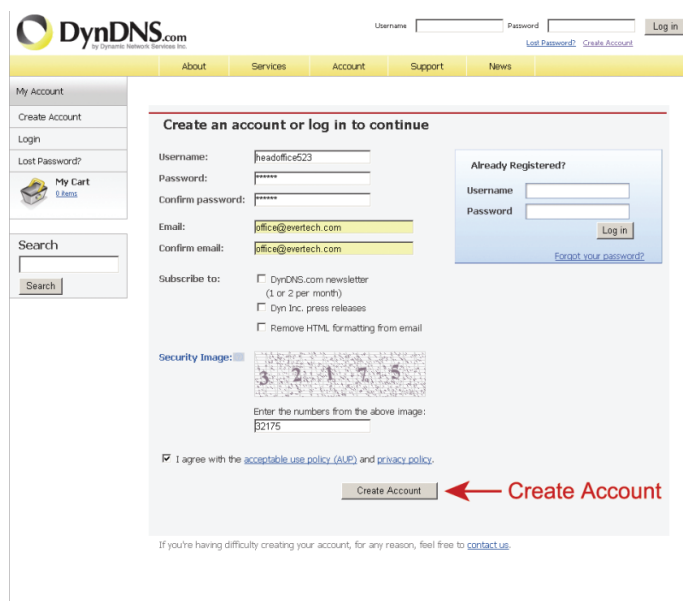 DynDNS.com
by Dynamic Network Services Inc.
Username
Password
Log in
Lost Password? Create Account
About Services Account Support News
My Account
Create Account
Login
Lost Password?
My Cart
0 items
Search
Search
Create an account or log in to continue
Username: headoffice523
Password: ******
Confirm password: ******
Email: office@evertech.com
Confirm email: office@evertech.com
Subscribe to:
DynDNS.com newsletter
(1 or 2 per month)
Dyn Inc. press releases
Remove HTML formatting from email
Security Image:
3 2 1 7 5
Enter the numbers from the above image:
32175
I agree with the acceptable use policy (AUP) and privacy policy.
Create Account
Create Account
Already Registered?
Username
Password
Log in
Forgot your password?
If you're having difficulty creating your account, for any reason, feel free to contact us.